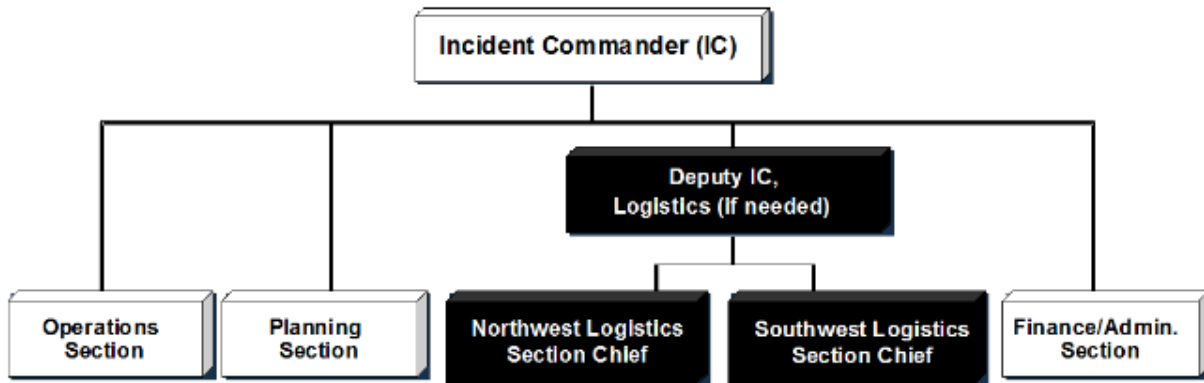 Incident Commander (IC)
Deputy IC,
Logistics (if needed)
Operations
Section
Planning
Section
Northwest Logistics
Section Chief
Southwest Logistics
Section Chief
Finance/Admin.
Section